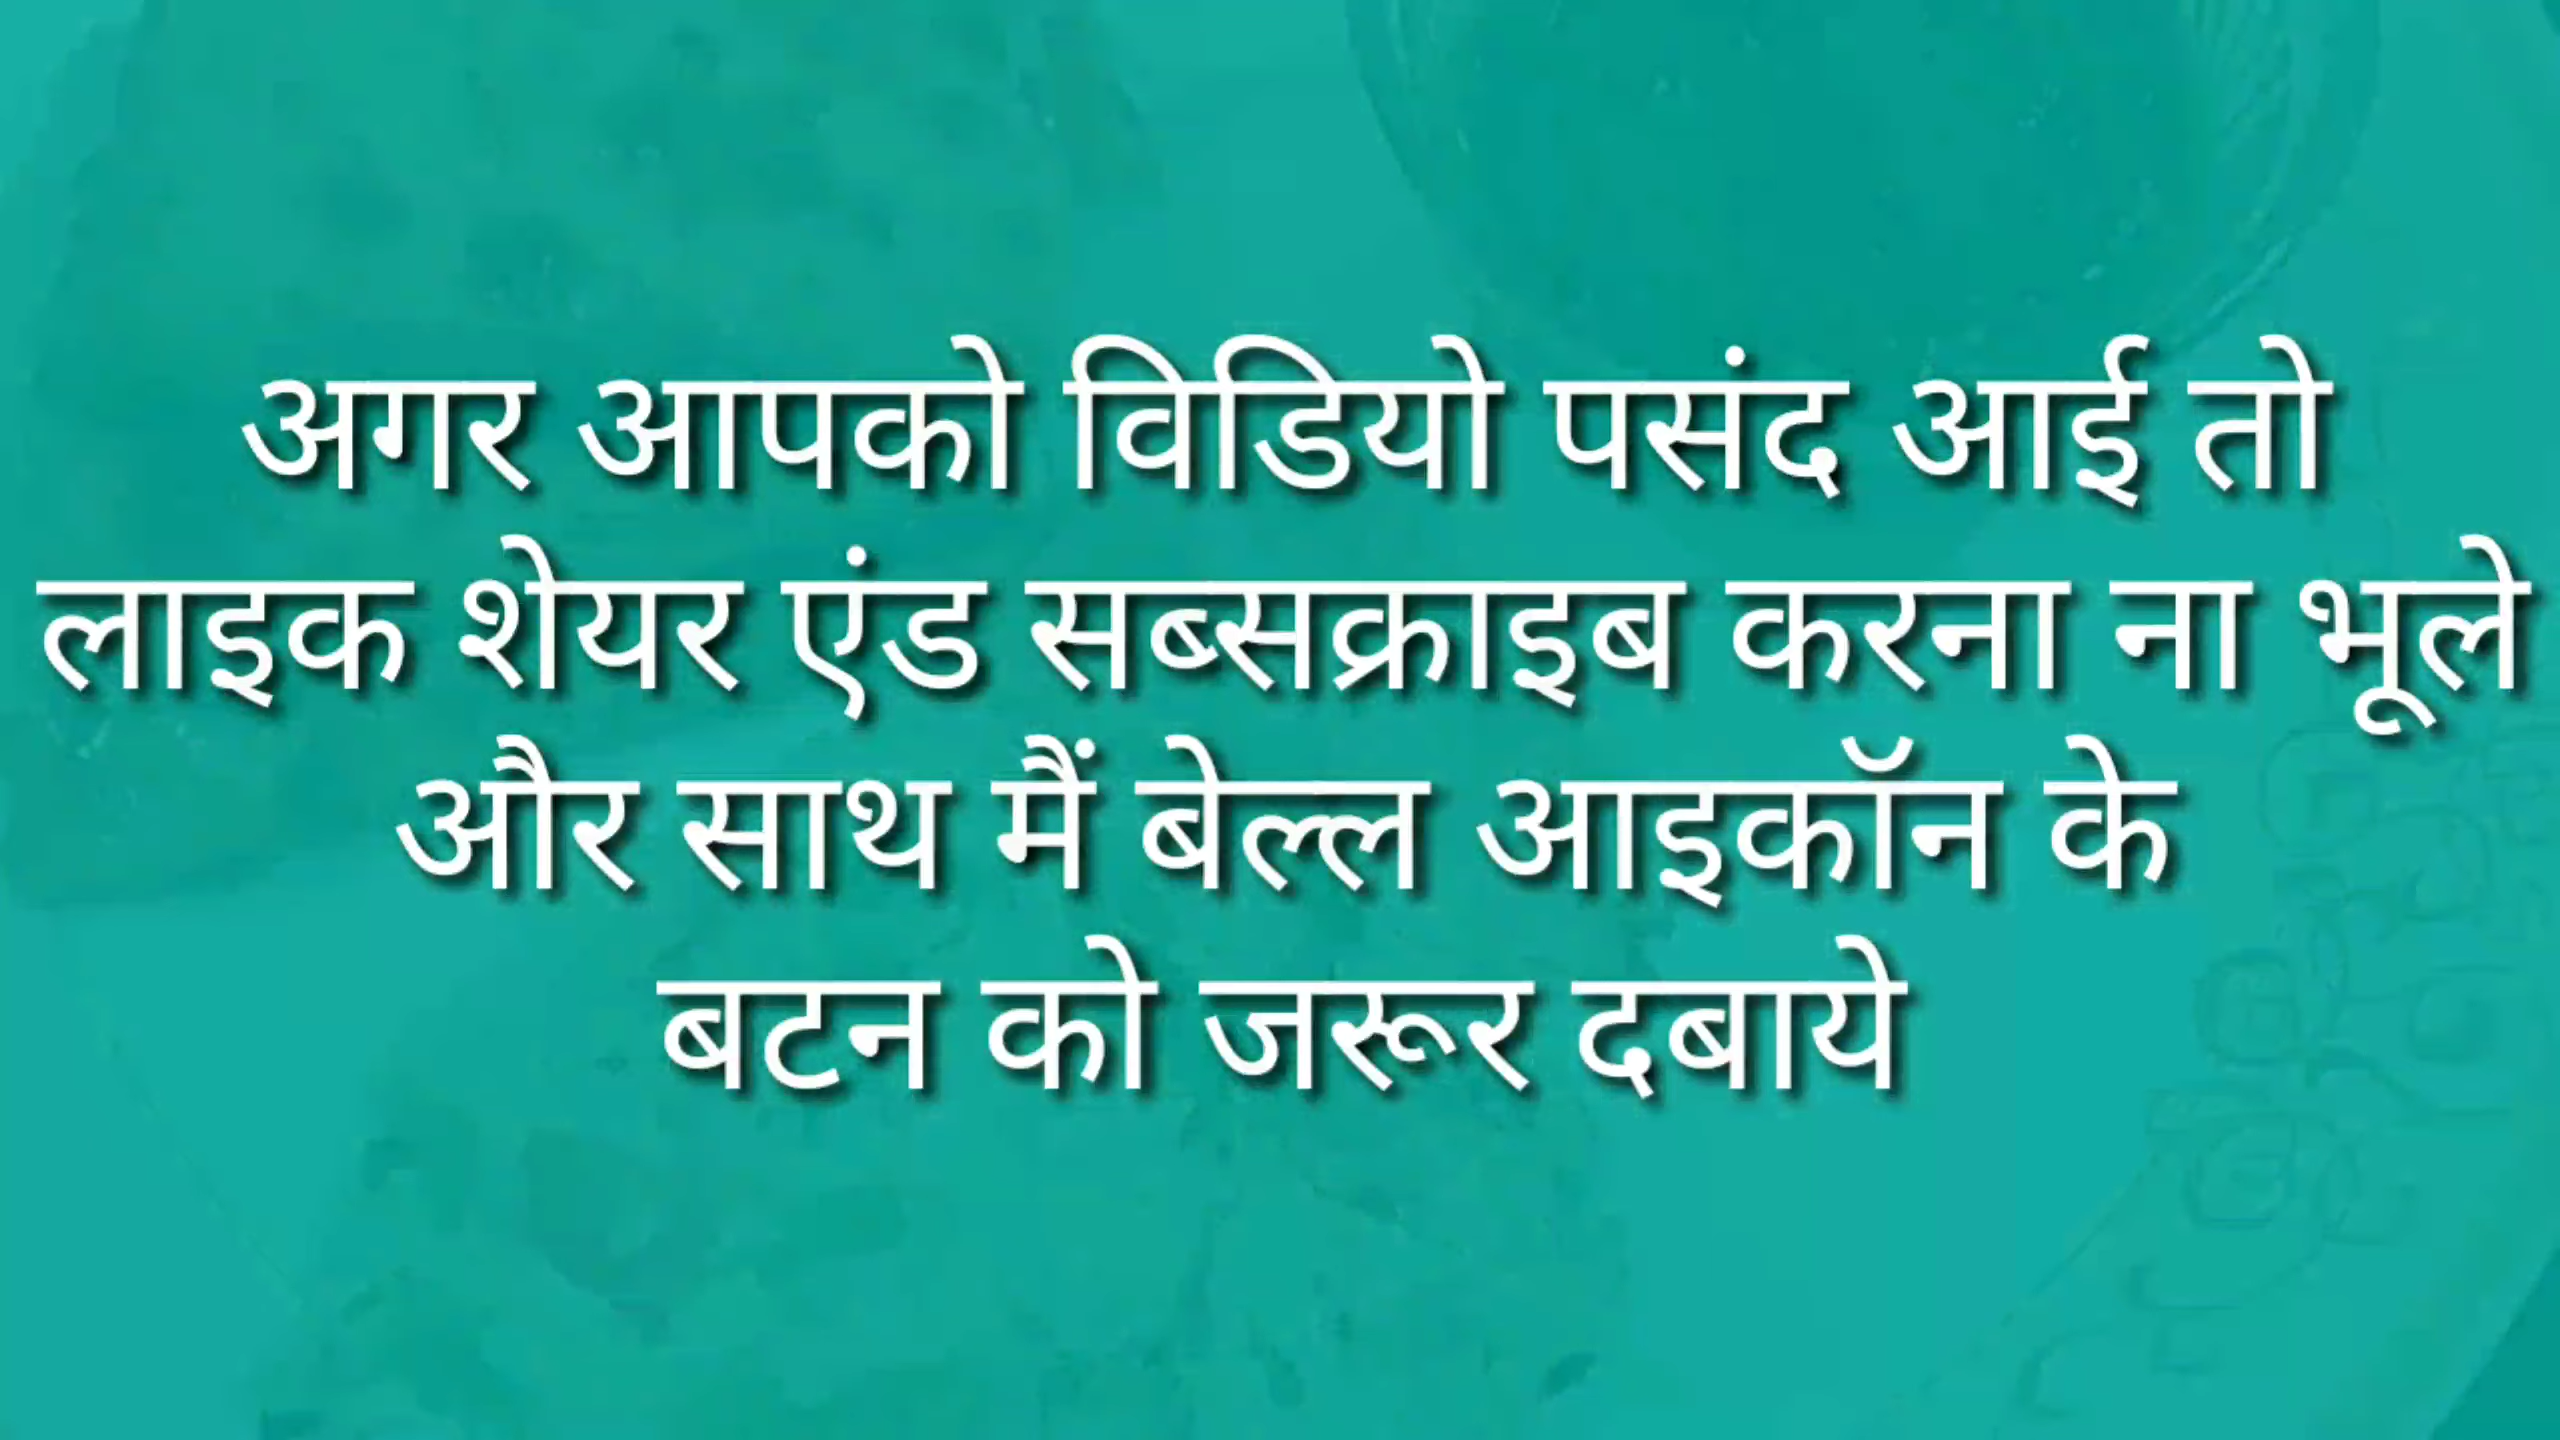 अगर आपको विडियो पसंद आई तो
लाइक शेयर एंड सब्सक्राइब करना ना भूले
और साथ मैं बेल्ल आइकॉन के
बटन को जरूर दबाये